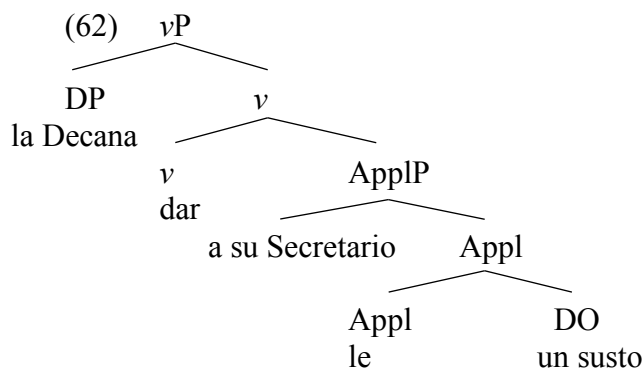 (62) vP
DP v
la Decana
v ApplP
dar
a su Secretario Appl
Appl DO
le un susto